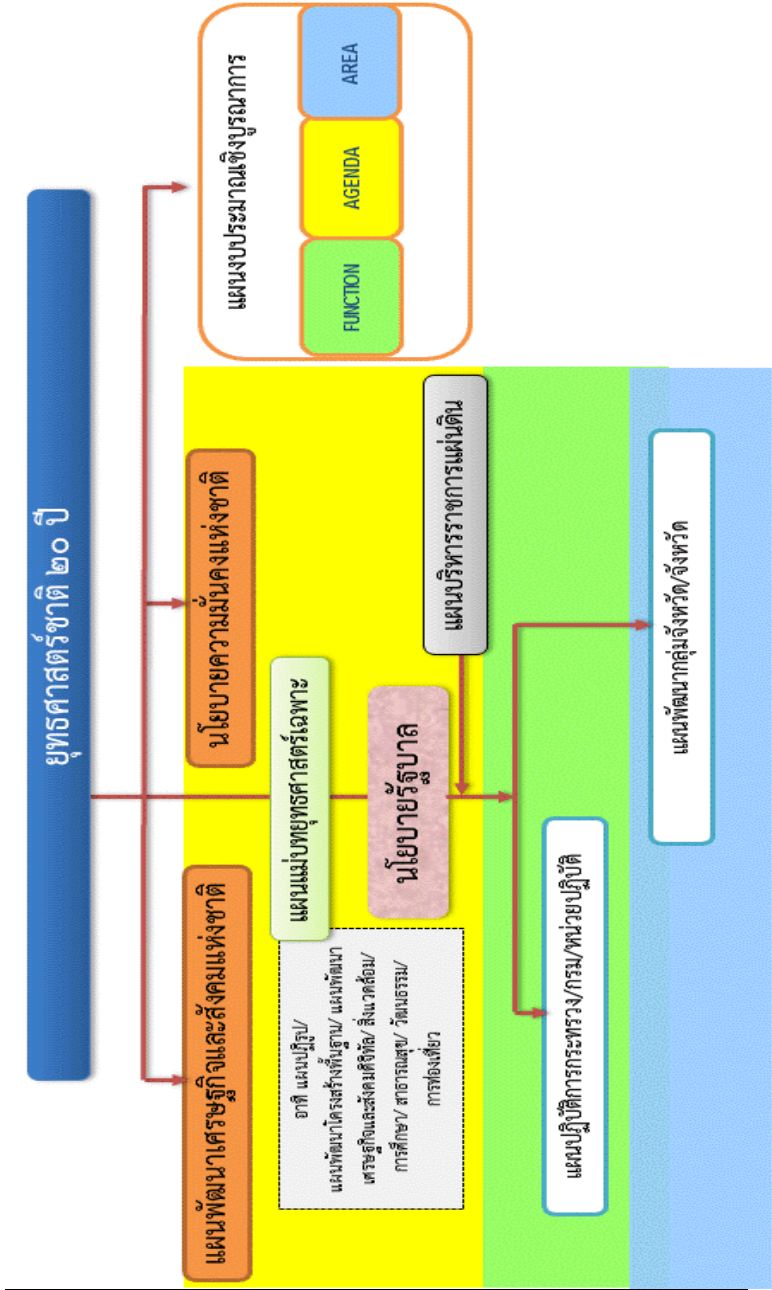 ยุทธศาสตร์ชาติ ๒๐ ปี
แผนพัฒนาเศรษฐกิจและสังคมแห่งชาติ
นโยบายความมั่นคงแห่งชาติ
แผนงบประมาณเชิงบูรณาการ
FUNCTION
AGENDA
AREA
แผนแม่บทยุทธศาสตร์เฉพาะ
อาทิ แผนปฏิรูป/
แผนพัฒนาโครงสร้างพื้นฐาน/ แผนพัฒนา
เศรษฐกิจและสังคมดิจิทัล/ สิ่งแวดล้อม/
การศึกษา/ สาธารณสุข/ วัฒนธรรม/
การท่องเที่ยว
นโยบายรัฐบาล
แผนบริหารราชการแผ่นดิน
แผนปฏิบัติการกระทรวง/กรม/หน่วยปฏิบัติ
แผนพัฒนากลุ่มจังหวัด/จังหวัด